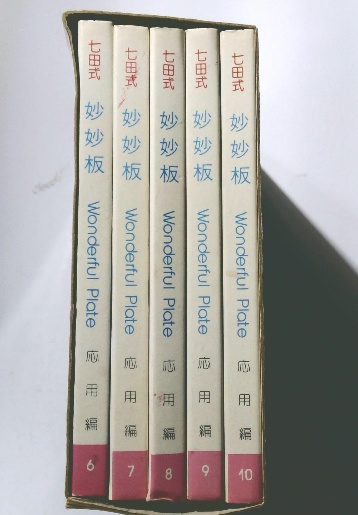 七田式 妙妙板 Wonderful Plate 応用編 6
七田式 妙妙板 Wonderful Plate 応用編 7
七田式 妙妙板 Wonderful Plate 応用編 8
七田式 妙妙板 Wonderful Plate 応用編 9
七田式 妙妙板 Wonderful Plate 応用編 10